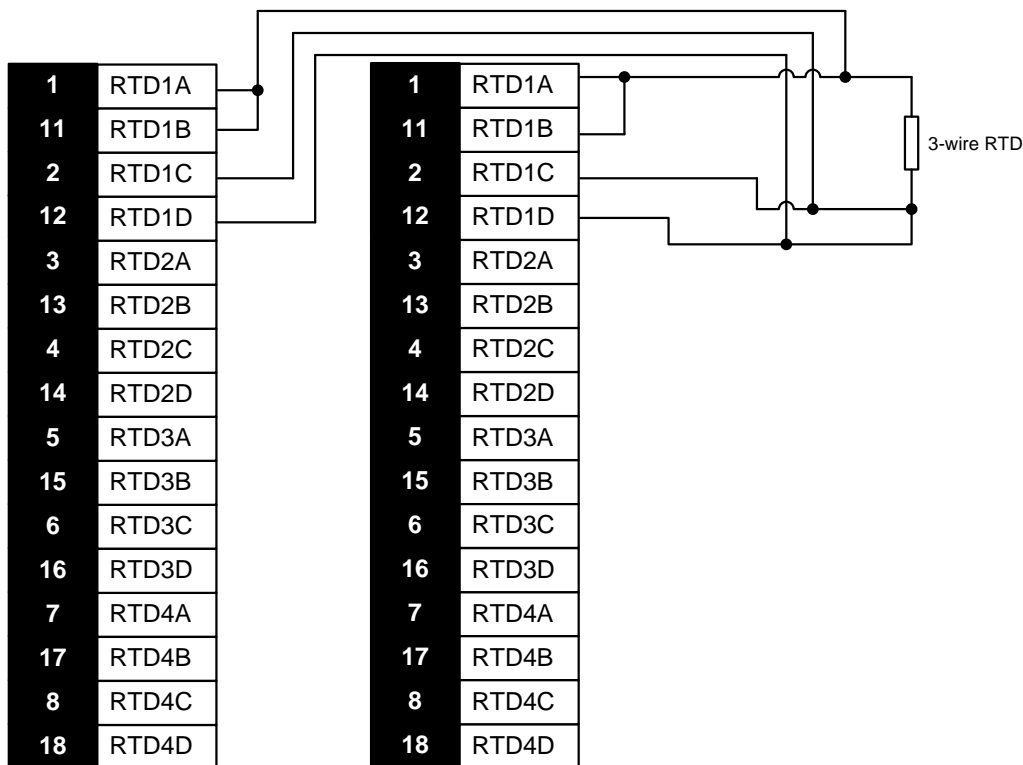 1 RTD1A
11 RTD1B
2 RTD1C
12 RTD1D
3 RTD2A
13 RTD2B
4 RTD2C
14 RTD2D
5 RTD3A
15 RTD3B
6 RTD3C
16 RTD3D
7 RTD4A
17 RTD4B
8 RTD4C
18 RTD4D
1 RTD1A
11 RTD1B
2 RTD1C
12 RTD1D
3 RTD2A
13 RTD2B
4 RTD2C
14 RTD2D
5 RTD3A
15 RTD3B
6 RTD3C
16 RTD3D
7 RTD4A
17 RTD4B
8 RTD4C
18 RTD4D
3-wire RTD